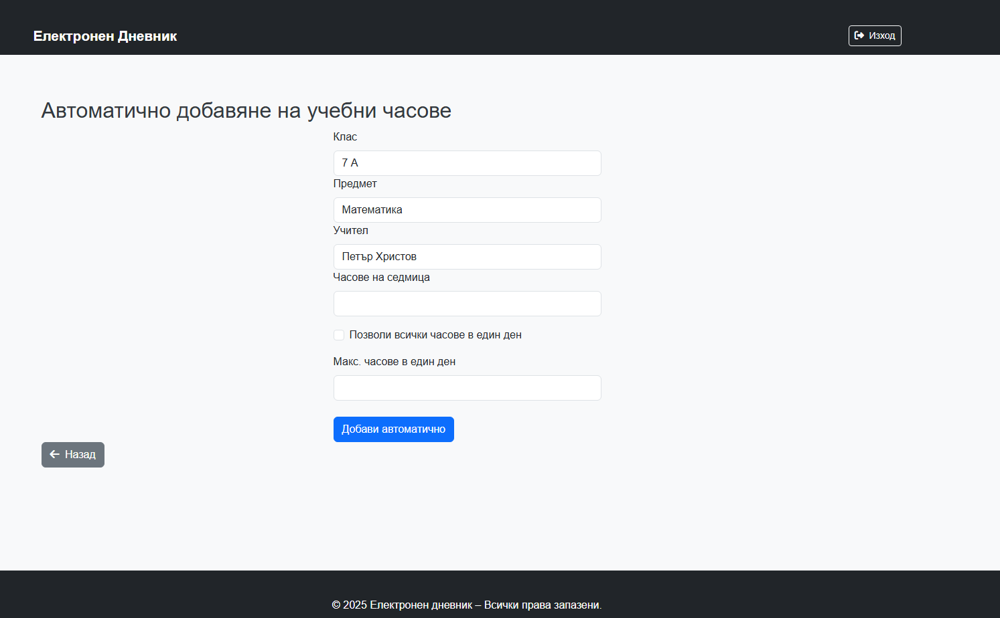 Електронен Дневник
Изход
Автоматично добавяне на учебни часове
Клас
7 А
Предмет
Математика
Учител
Петър Христов
Часове на седмица
Позволи всички часове в един ден
Макс. часове в един ден
Добави автоматично
Назад
© 2025 Електронен дневник – Всички права запазени.